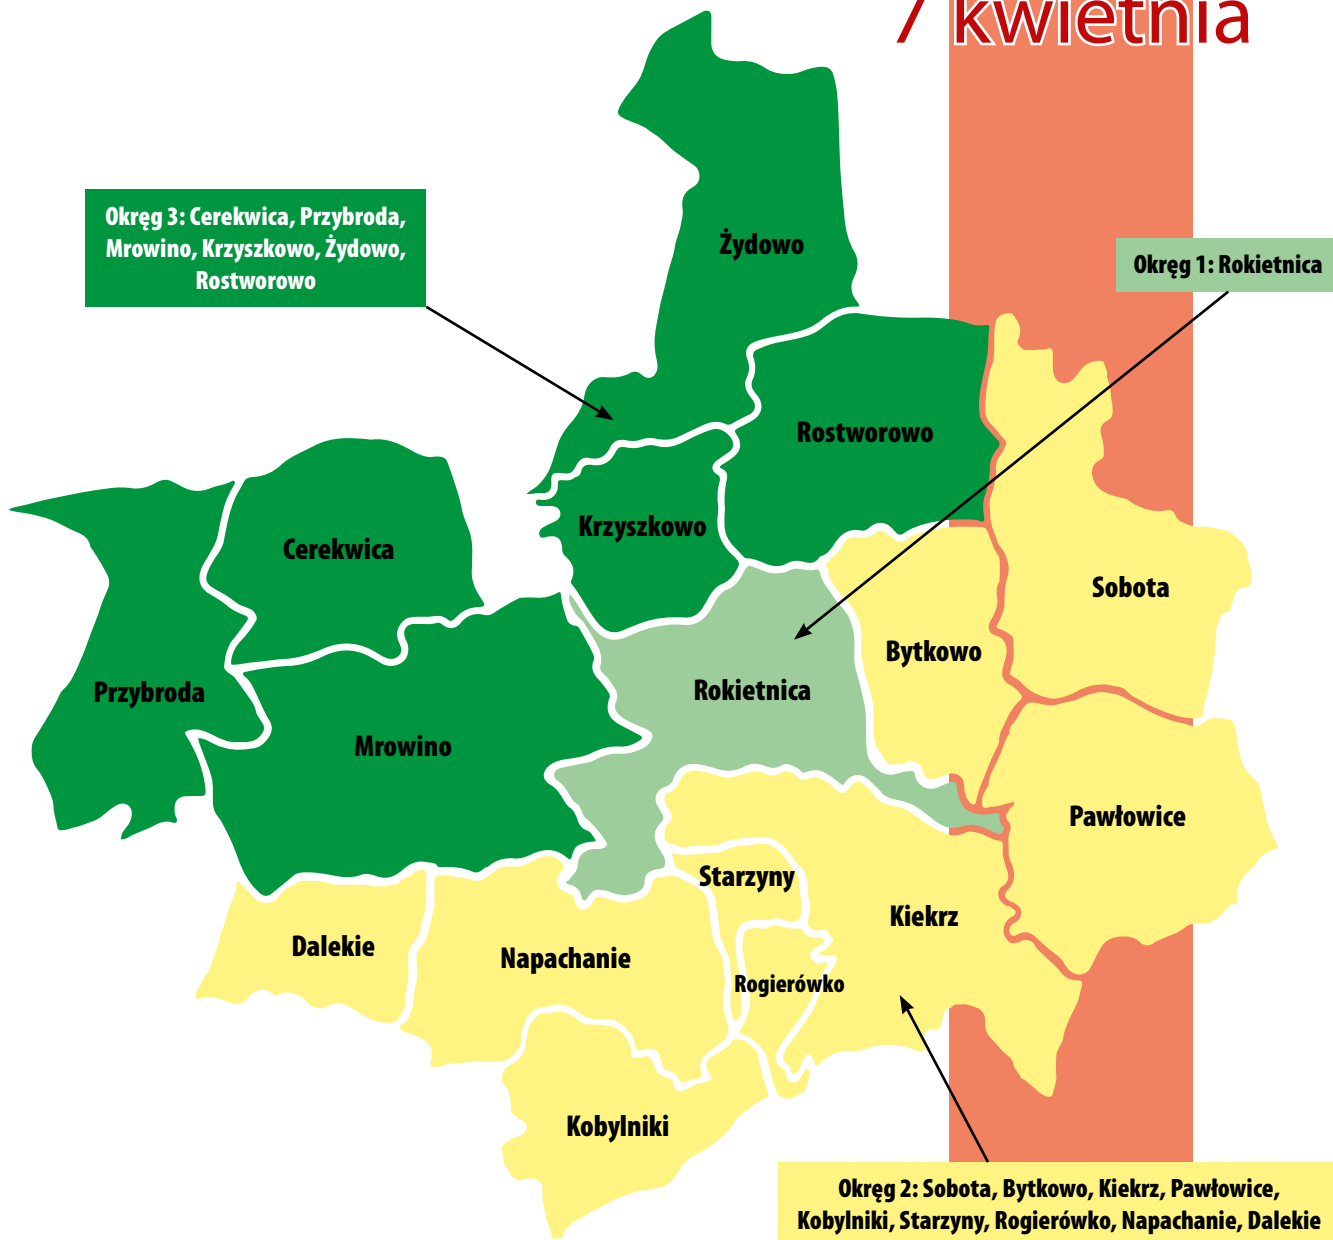 7 kwietnia
Okręg 3: Cerekwica, Przybroda,
Mrowino, Krzyszkowo, Żydowo,
Rostworowo
Żydowo
Okręg 1: Rokietnica
Rostworowo
Krzyszkowo
Cerekwica
Sobota
Bytkowo
Przybroda
Rokietnica
Mrowino
Pawłowice
Starzyny
Kiekrz
Dalekie
Napachanie
Rogierówko
Kobylniki
Okręg 2: Sobota, Bytkowo, Kiekrz, Pawłowice,
Kobylniki, Starzyny, Rogierówko, Napachanie, Dalekie